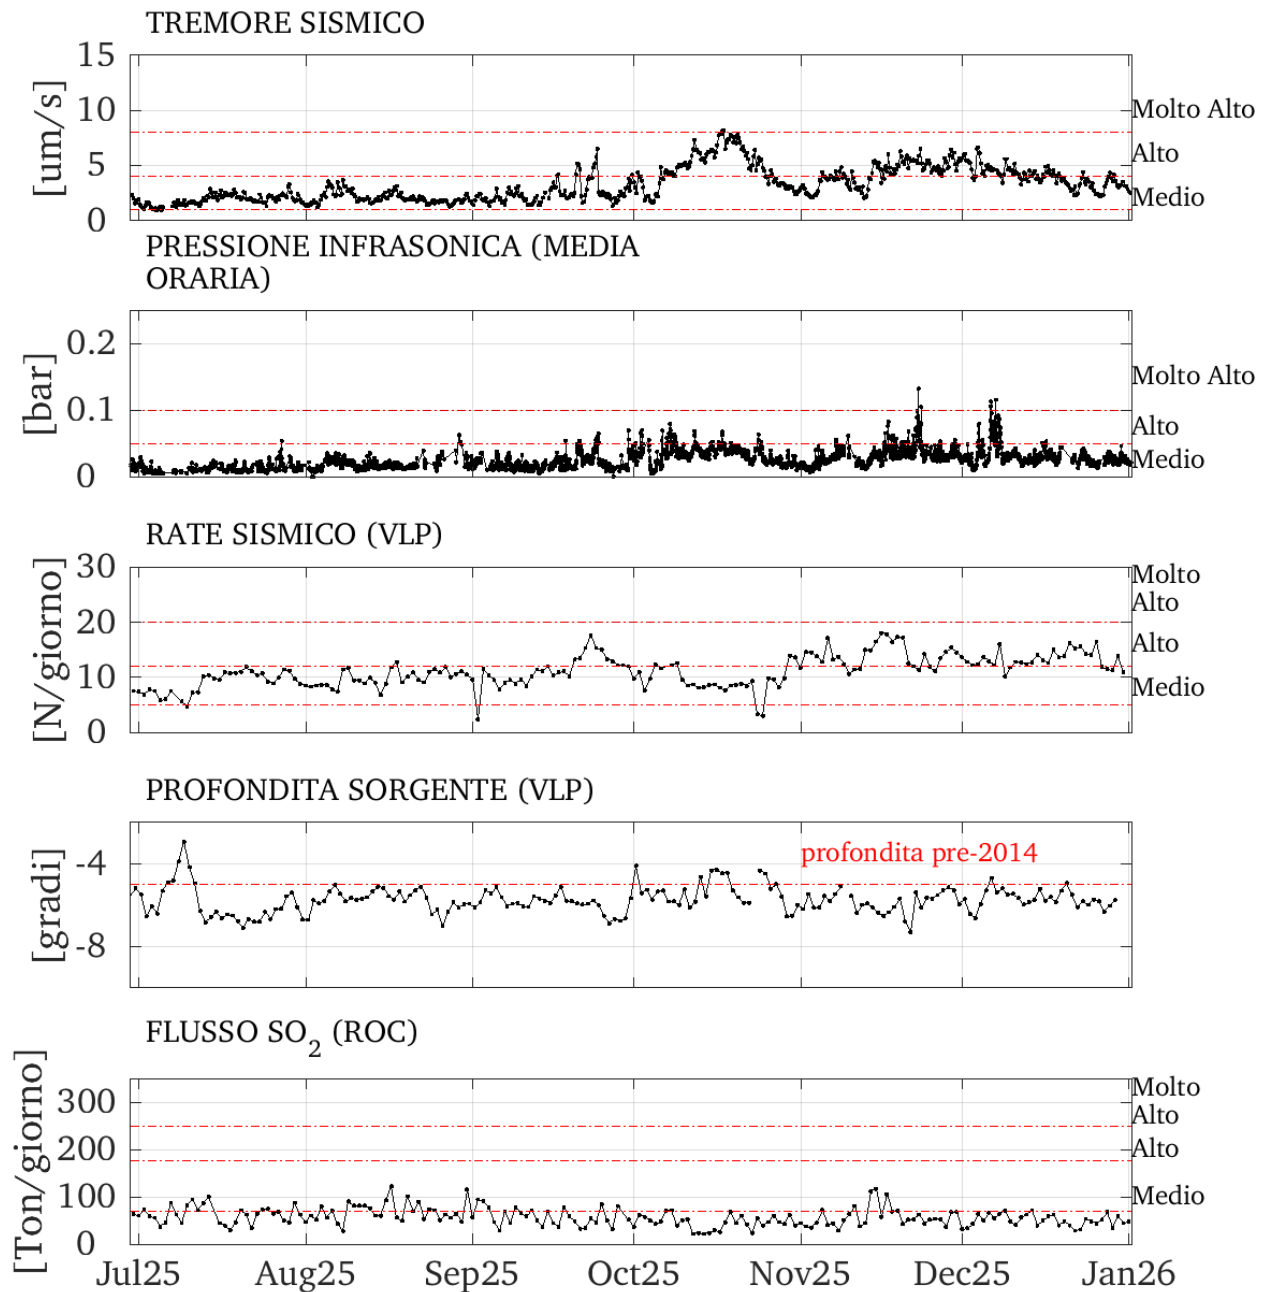 TREMORE SISMICO
15
10
5
0
[um/s]
Molto Alto
Alto
Medio
PRESSIONE INFRASONICA (MEDIA
ORARIA)
0.2
0.1
0
[bar]
Molto Alto
Alto
Medio
RATE SISMICO (VLP)
30
20
10
0
[N/giorno]
Molto
Alto
Alto
Medio
PROFONDITA SORGENTE (VLP)
-4
-8
[gradi]
profondita pre-2014
FLUSSO SO2 (ROC)
300
200
100
0
[Ton/giorno]
Molto
Alto
Alto
Medio
Jul25 Aug25 Sep25 Oct25 Nov25 Dec25 Jan26